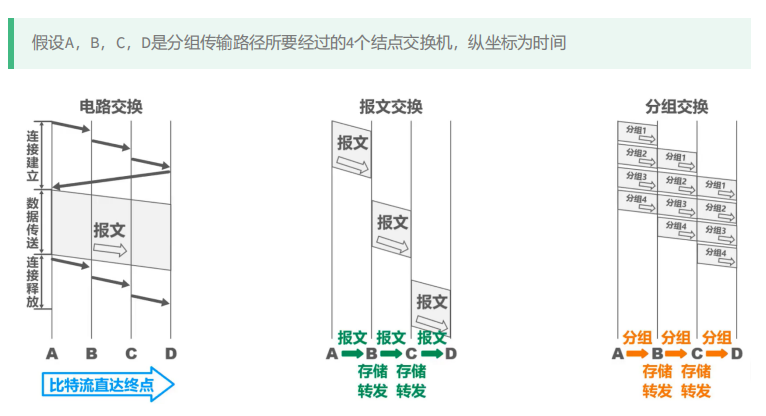 假设A，B，C，D是分组传输路径所要经过的4个结点交换机，纵坐标为时间
电路交换
连接建立
数据传送
连接释放
报文
A B C D
比特流直达终点
报文交换
报文
报文
报文
报文 报文 报文
A B C D
存储 存储
转发 转发
分组交换
分组1
分组2
分组3
分组4
分组1
分组2
分组3
分组4
分组1
分组2
分组3
分组4
分组 分组 分组
A B C D
存储 存储
转发 转发